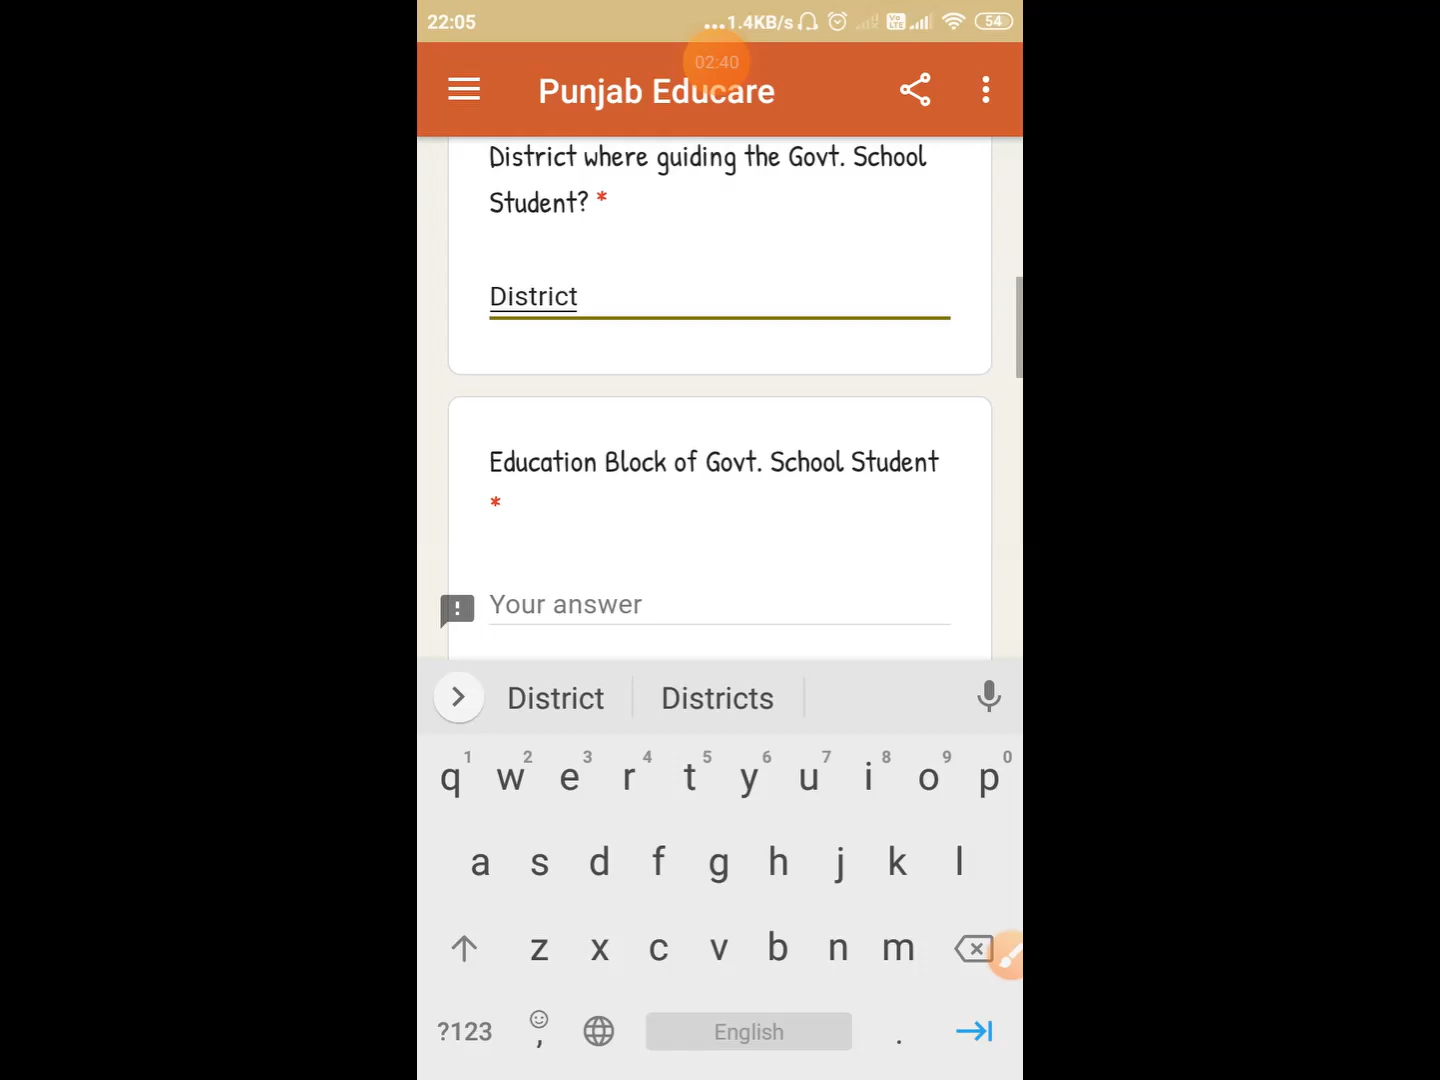 22:05 ...1.4KB/s Vo LTE 54
02:40
Punjab Educare
District where guiding the Govt. School
Student? *
District
Education Block of Govt. School Student
*
Your answer
District Districts
1 2 3 4 5 6 7 8 9 0
q w e r t y u i o p
a s d f g h j k l
z x c v b n m
?123 , English .